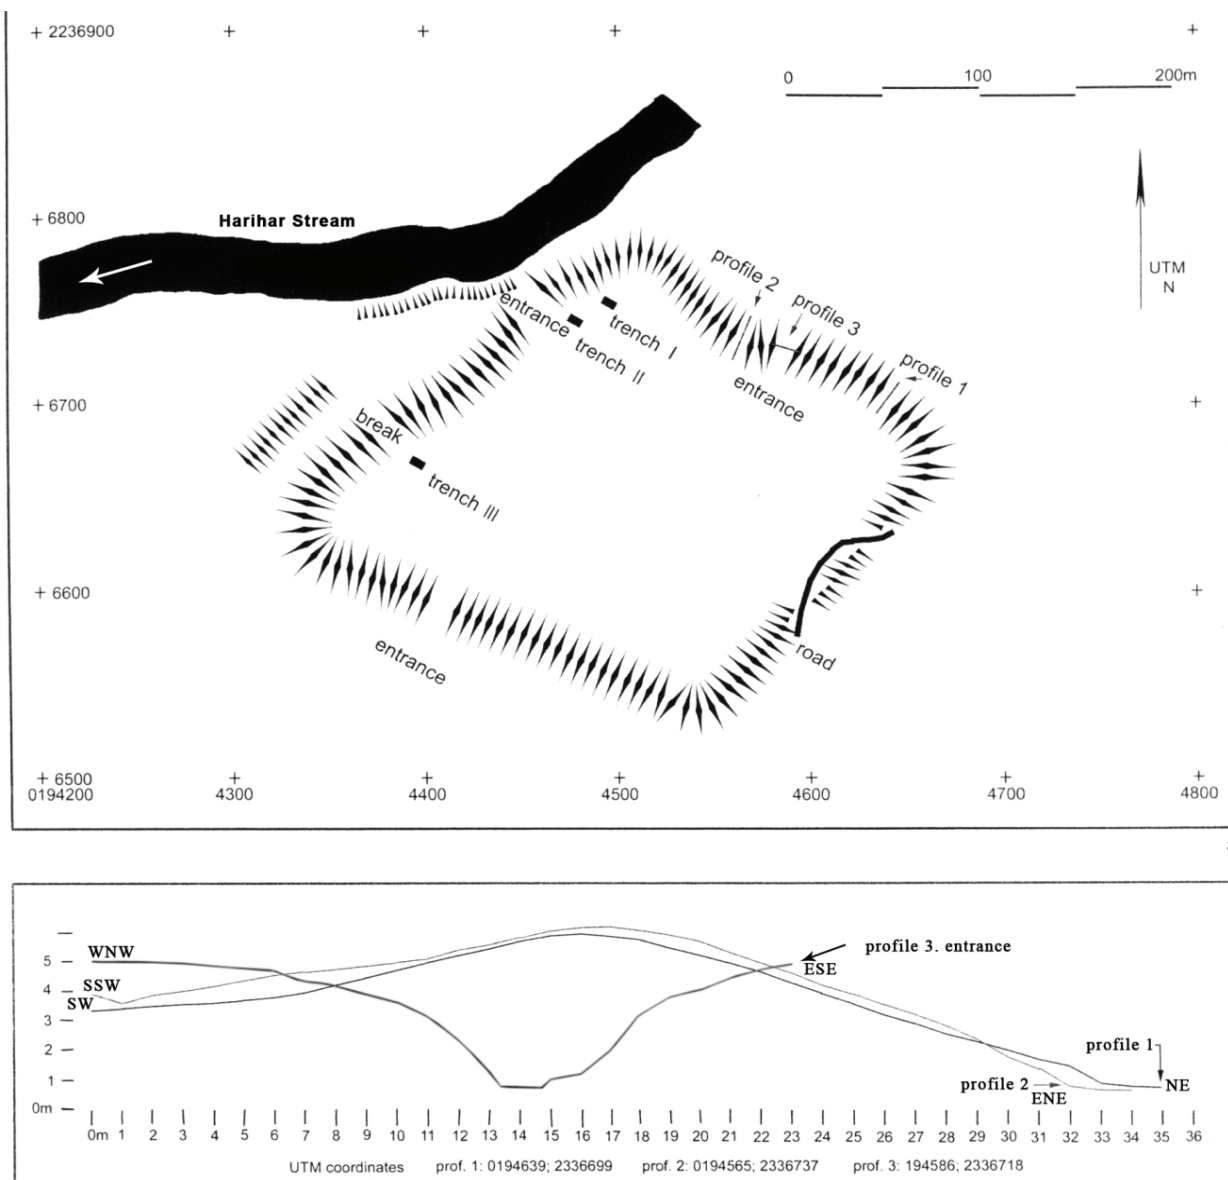 2236900
0 100 200m
6800
Harihar Stream
profile 2
UTM
N
profile 3
entrance
trench I
trench II
profile 1
entrance
6700
break
trench III
6600
entrance
road
6500
0194200 4300 4400 4500 4600 4700 4800
WNW
profile 3. entrance
5
ESE
SSW
4
SW
3
2
profile 1
1
profile 2
NE
ENE
0m
0m 1 2 3 4 5 6 7 8 9 10 11 12 13 14 15 16 17 18 19 20 21 22 23 24 25 26 27 28 29 30 31 32 33 34 35 36
UTM coordinates prof. 1: 0194639; 2336699 prof. 2: 0194565; 2336737 prof. 3: 194586; 2336718